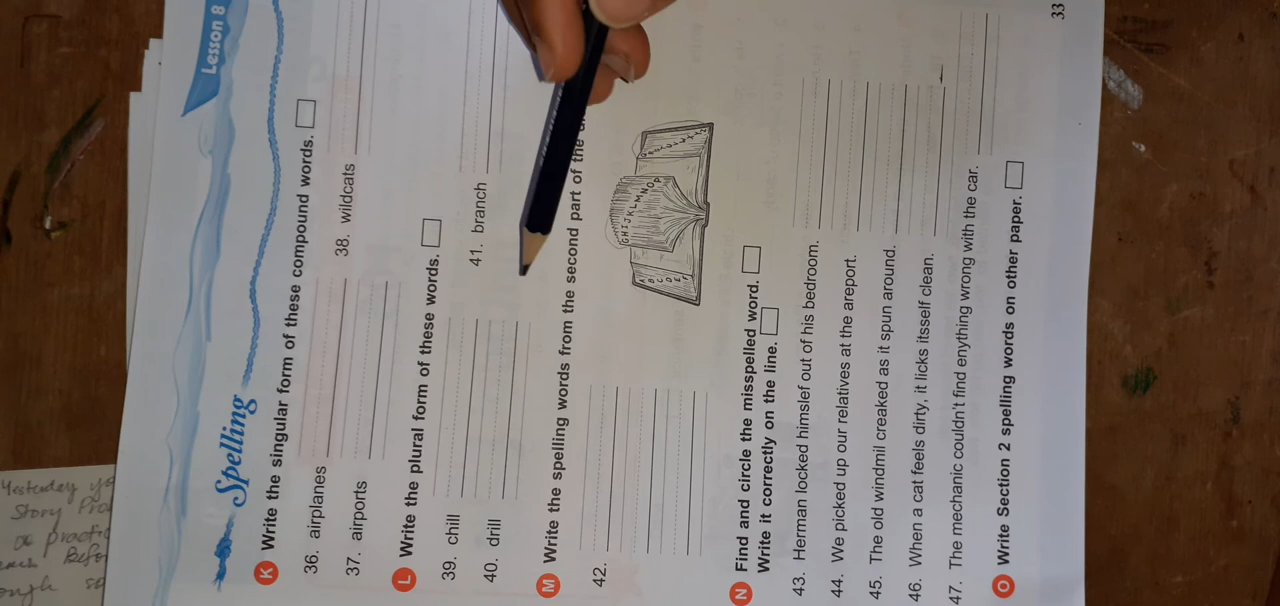 Lesson 8
Spelling
K Write the singular form of these compound words.
36. airplanes
37. airports
38. wildcats
L Write the plural form of these words.
39. chill
40. drill
41. branch
M Write the spelling words from the second part of the
42.
A B C D E F
G H I J K L M N O P
N Find and circle the misspelled word.
Write it correctly on the line.
43. Herman locked himslef out of his bedroom.
44. We picked up our relatives at the areport.
45. The old windmil creaked as it spun around.
46. When a cat feels dirty, it licks itsself clean.
47. The mechanic couldn't find enything wrong with the car.
O Write Section 2 spelling words on other paper.
33
Yesterday
Story
practic